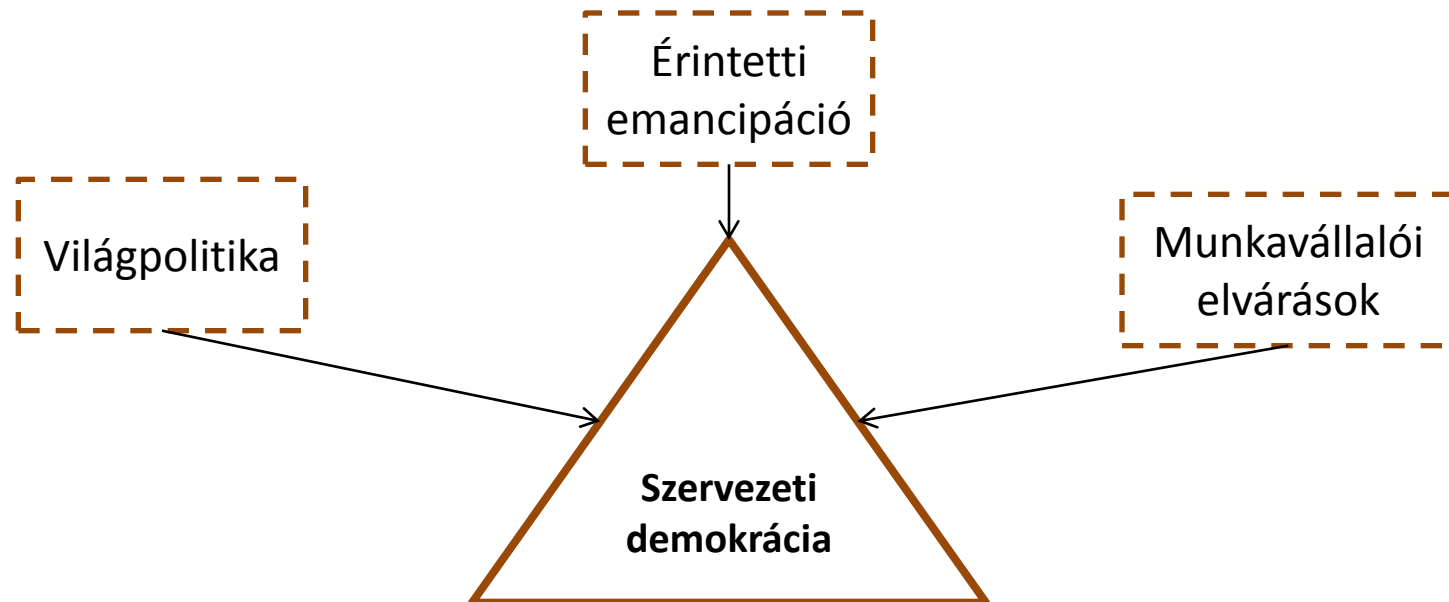 Érintetti
emancipáció
Világpolitika
Munkavállalói
elvárások
Szervezeti
demokrácia